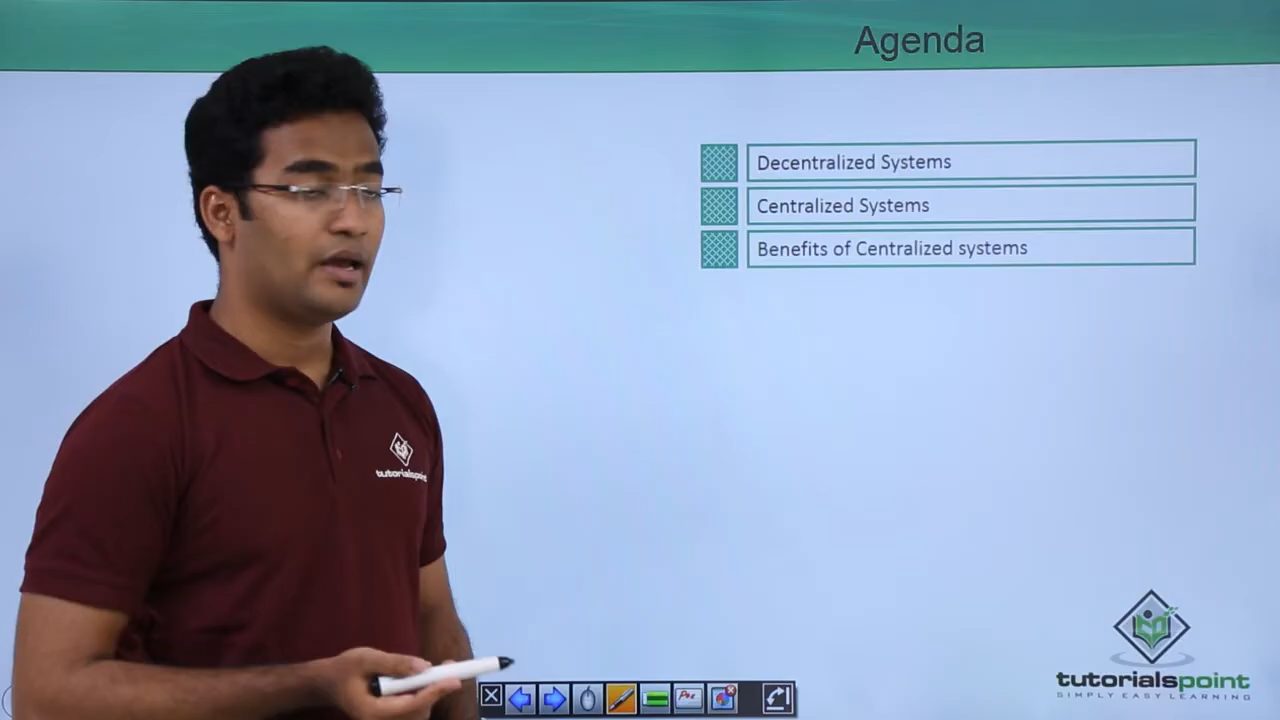 Agenda
Decentralized Systems
Centralized Systems
Benefits of Centralized systems
tutorialspoint
tutorialspoint
SIMPLY EASY LEARNING